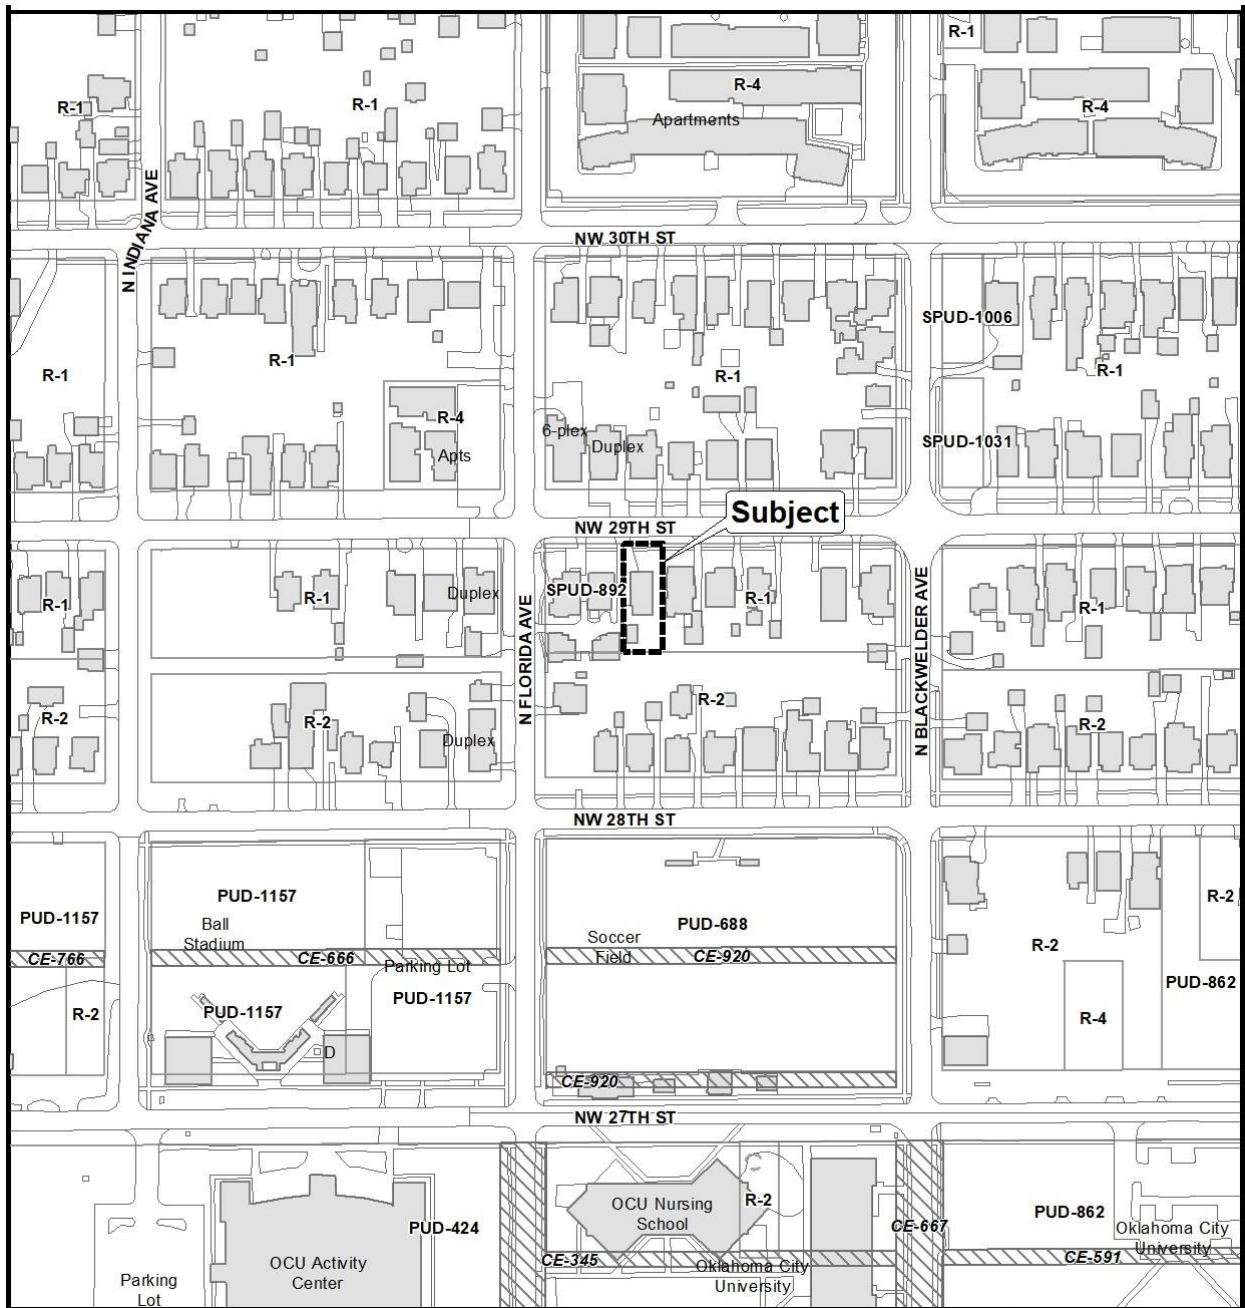 R-1
R-1
R-1
R-4
R-4
Apartments
N INDIANA AVE
NW 30TH ST
SPUD-1006
R-1
R-1
R-1
R-1
R-4
6-plex
Duplex
SPUD-1031
Apts
Subject
NW 29TH ST
R-1
R-1
Duplex
SPUD-892
R-1
R-1
N FLORIDA AVE
N BLACKWELDER AVE
R-2
R-2
Duplex
R-2
R-2
NW 28TH ST
PUD-1157
PUD-1157
Ball
Stadium
PUD-688
R-2
Soccer
Field
R-2
CE-766
CE-666
CE-920
Parking Lot
PUD-1157
PUD-862
R-2
PUD-1157
R-4
D
CE-920
NW 27TH ST
OCU Nursing
School
R-2
PUD-424
CE-667
PUD-862
Oklahoma City
University
OCU Activity
Center
CE-345
Oklahoma City
University
CE-591
Parking
Lot